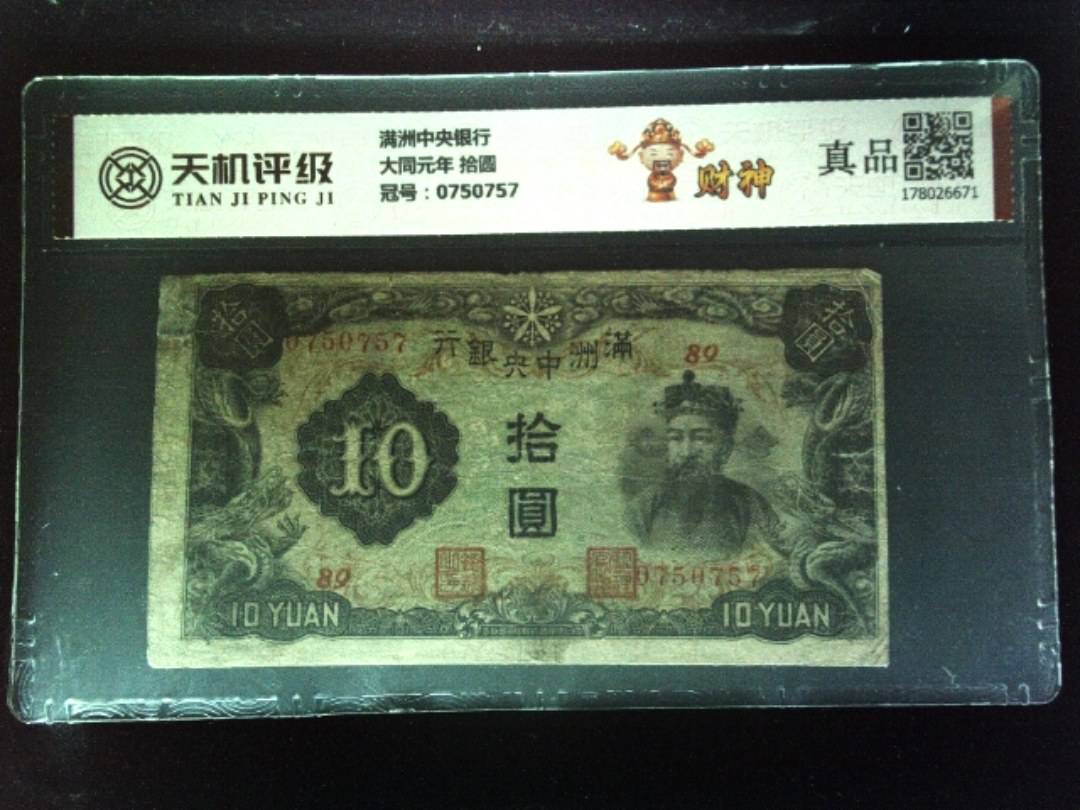 天机评级
TIAN JI PING JI
满洲中央银行
大同元年 拾圆
冠号：0750757
财神
真品
178026671
拾圓
拾圓
0750757
行銀央中洲滿
89
10
拾
圓
89
0750757
10 YUAN
10 YUAN